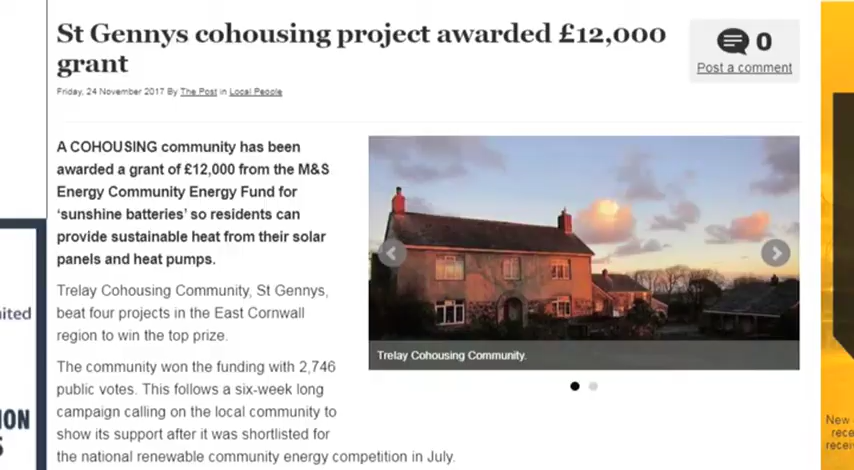 St Gennys cohousing project awarded £12,000
grant
0
Post a comment
Friday, 24 November 2017 By The Post in Local People
A COHOUSING community has been
awarded a grant of £12,000 from the M&S
Energy Community Energy Fund for
‘sunshine batteries’ so residents can
provide sustainable heat from their solar
panels and heat pumps.
Trelay Cohousing Community, St Gennys,
beat four projects in the East Cornwall
region to win the top prize.
The community won the funding with 2,746
public votes. This follows a six-week long
campaign calling on the local community to
show its support after it was shortlisted for
the national renewable community energy competition in July.
Trelay Cohousing Community.
New